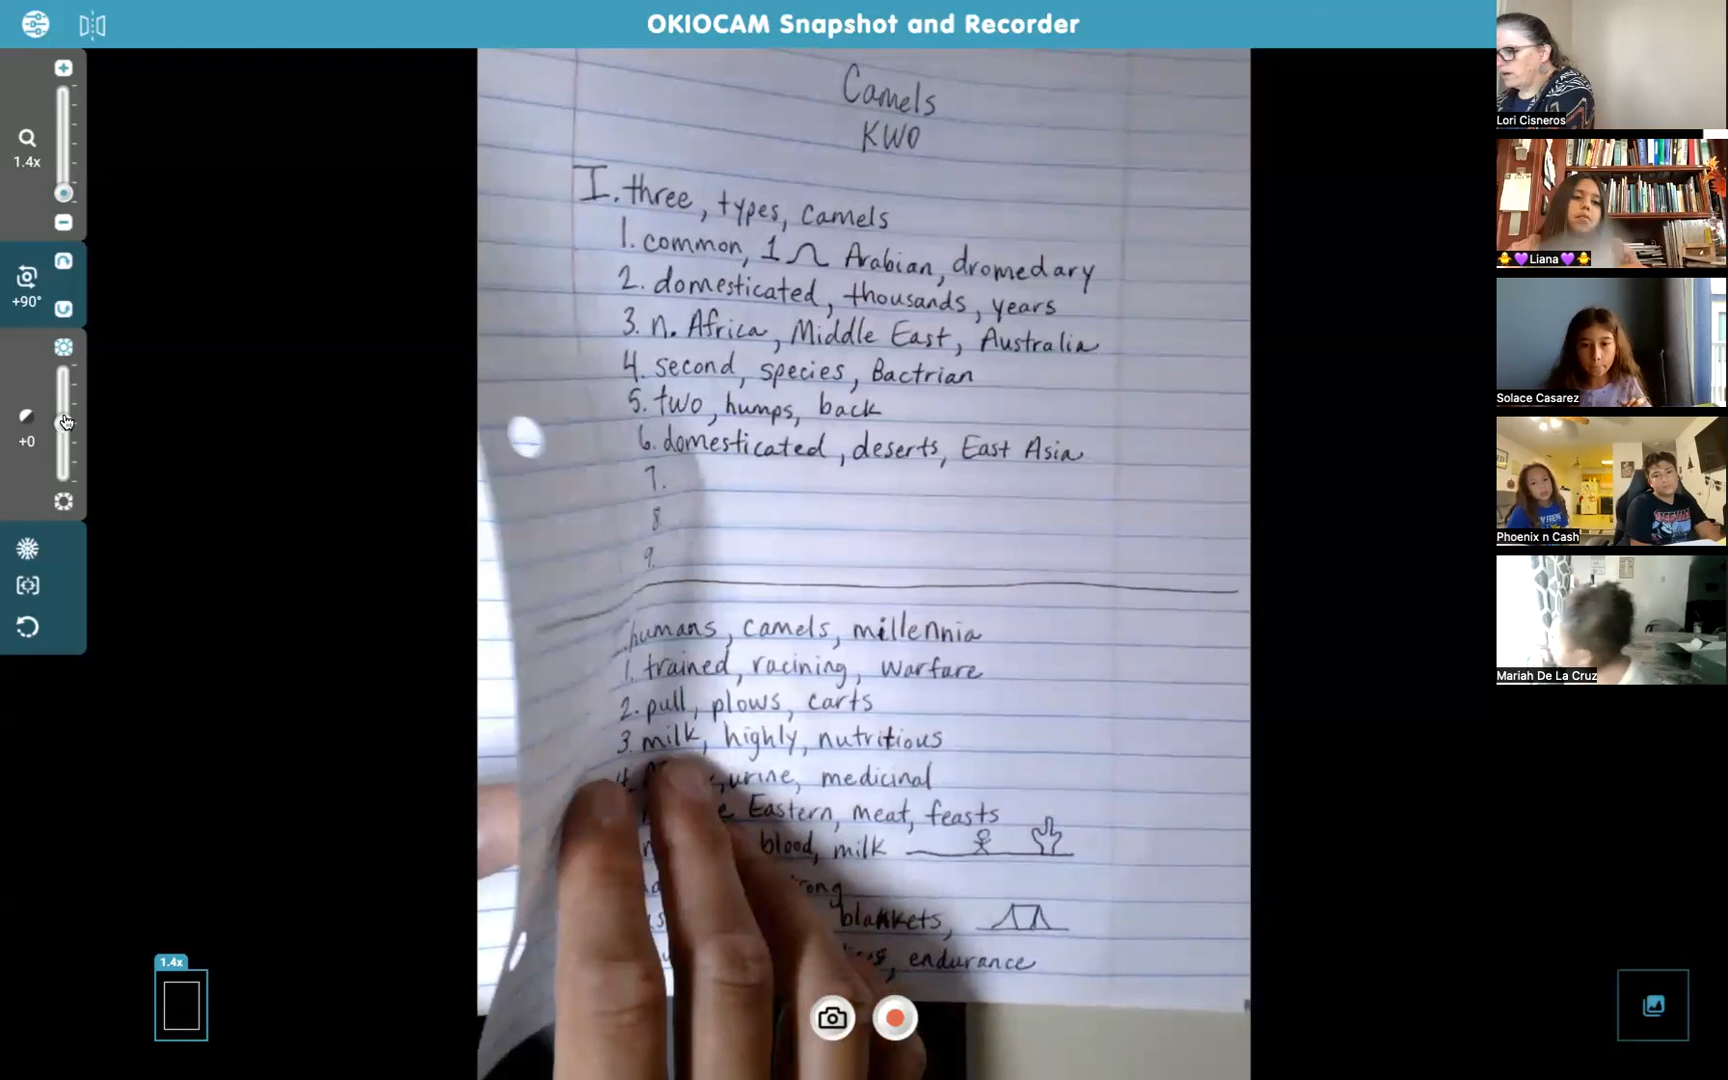 OKIOCAM Snapshot and Recorder
1.4x
+90°
+0
Camels
KWO
I. three, types, camels
1. common, 1 Arabian, dromedary
2. domesticated, thousands, years
3. n. Africa, Middle East, Australia
4. second, species, Bactrian
5. two, humps, back
6. domesticated, deserts, East Asia
7.
8
9.
humans, camels, millennia
1. trained, racining, warfare
2. pull, plows, carts
3. milk, highly, nutritious
urine, medicinal
Eastern, meat, feasts
blood, milk
blankets,
endurance
1.4x
Lori Cisneros
Liana
Solace Casarez
Phoenix n Cash
Mariah De La Cruz